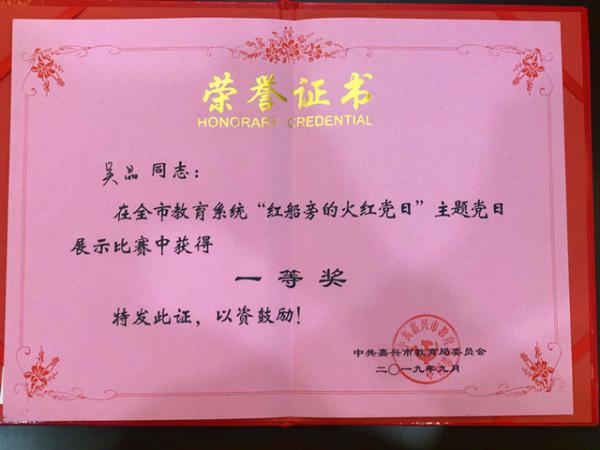 荣誉证书
HONORARY CREDENTIAL
吴晶 同志：
在全市教育系统“红船旁的火红党日”主题党日
展示比赛中获得
一等奖
特发此证，以资鼓励！
中共嘉兴市教育局委员会
二〇一九年九月